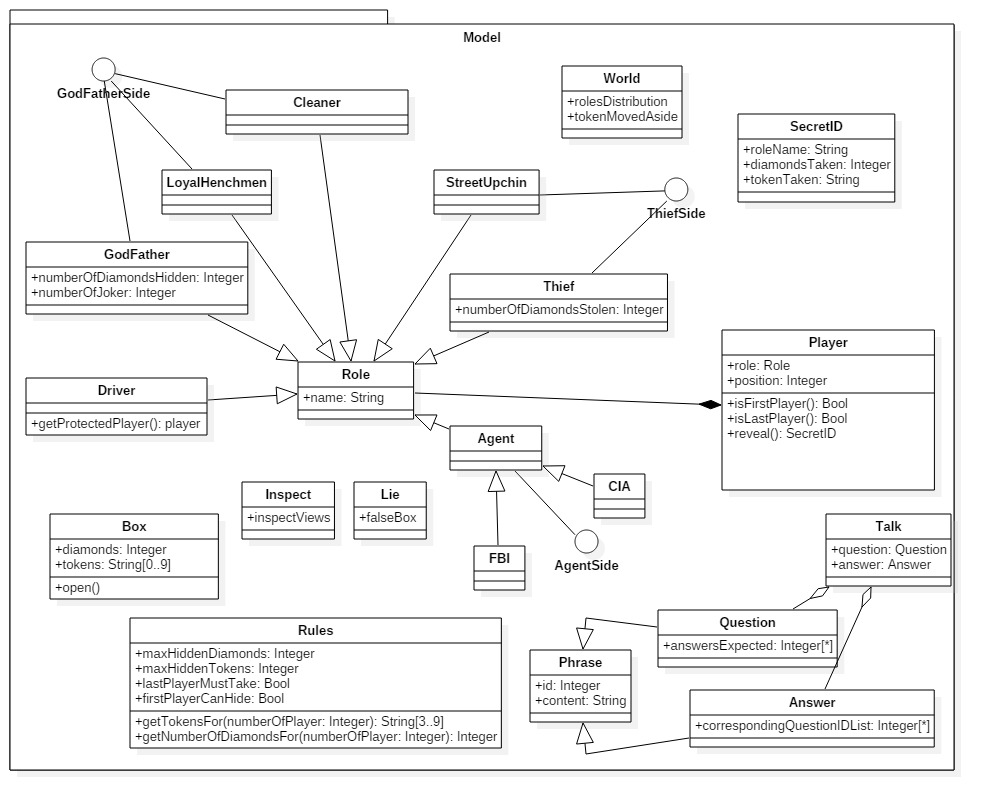 Model
GodFatherSide
Cleaner
World
+rolesDistribution
+tokenMovedAside
SecretID
+roleName: String
+diamondsTaken: Integer
+tokenTaken: String
LoyalHenchmen
StreetUpchin
ThiefSide
GodFather
+numberOfDiamondsHidden: Integer
+numberOfJoker: Integer
Thief
+numberOfDiamondsStolen: Integer
Role
+name: String
Player
+role: Role
+position: Integer
+isFirstPlayer(): Bool
+isLastPlayer(): Bool
+reveal(): SecretID
Driver
+getProtectedPlayer(): player
Agent
CIA
Inspect
+inspectViews
Lie
+falseBox
Box
+diamonds: Integer
+tokens: String[0..9]
+open()
FBI
AgentSide
Talk
+question: Question
+answer: Answer
Question
+answersExpected: Integer[*]
Rules
+maxHiddenDiamonds: Integer
+maxHiddenTokens: Integer
+lastPlayerMustTake: Bool
+firstPlayerCanHide: Bool
+getTokensFor(numberOfPlayer: Integer): String[3..9]
+getNumberOfDiamondsFor(numberOfPlayer: Integer): Integer
Phrase
+id: Integer
+content: String
Answer
+correspondingQuestionIDList: Integer[*]